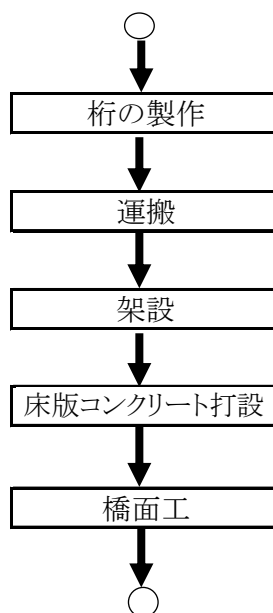 桁の製作
運搬
架設
床版コンクリート打設
橋面工